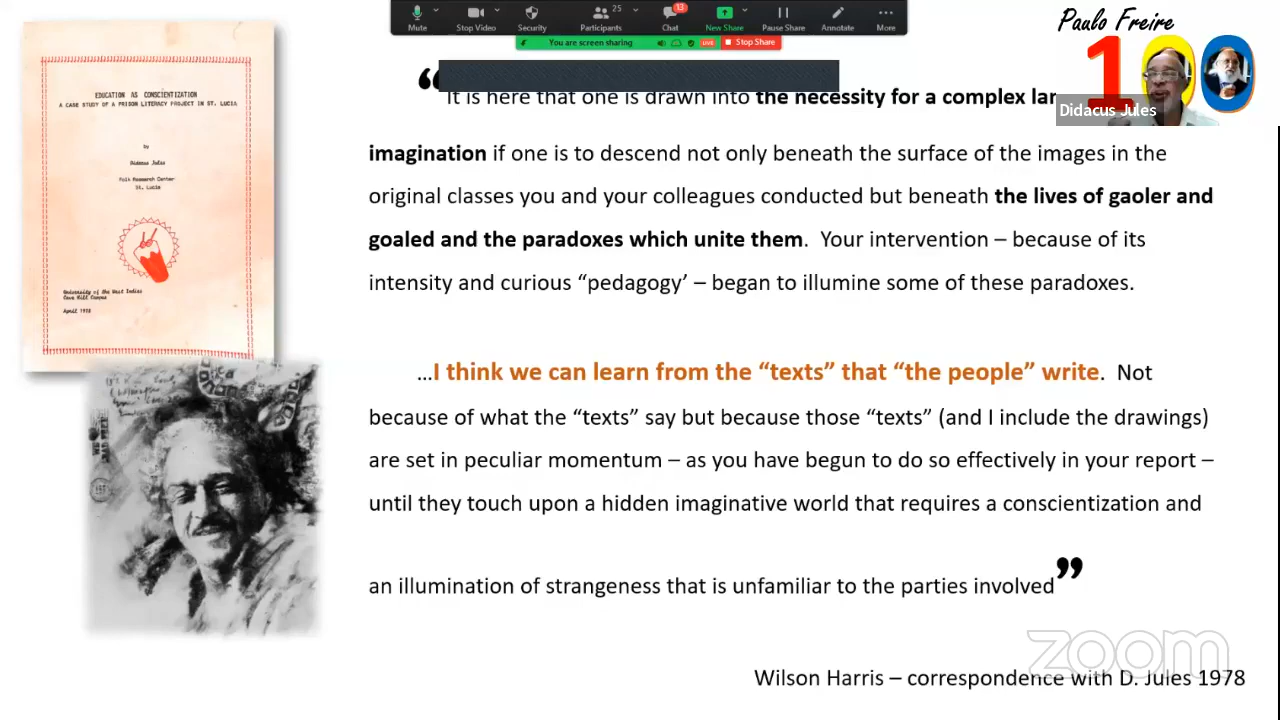 Mute
Stop Video
Security
25
Participants
13
Chat
New Share
Pause Share
Annotate
More
You are screen sharing
LIVE
Stop Share
Paulo Freire
100
Didacus Jules
EDUCATION AS CONSCIENTIZATION
A CASE STUDY OF A PRISON LITERACY PROJECT IN ST. LUCIA
by
Didacus Jules
Folk Research Center
St. Lucia
University of the West Indies
Cave Hill Campus
April 1978
“It is here that one is drawn into the necessity for a complex
imagination if one is to descend not only beneath the surface of the images in the
original classes you and your colleagues conducted but beneath the lives of gaoler and
goaled and the paradoxes which unite them. Your intervention – because of its
intensity and curious “pedagogy’ – began to illumine some of these paradoxes.
…I think we can learn from the “texts” that “the people” write. Not
because of what the “texts” say but because those “texts” (and I include the drawings)
are set in peculiar momentum – as you have begun to do so effectively in your report –
until they touch upon a hidden imaginative world that requires a conscientization and
an illumination of strangeness that is unfamiliar to the parties involved”
zoom
Wilson Harris – correspondence with D. Jules 1978